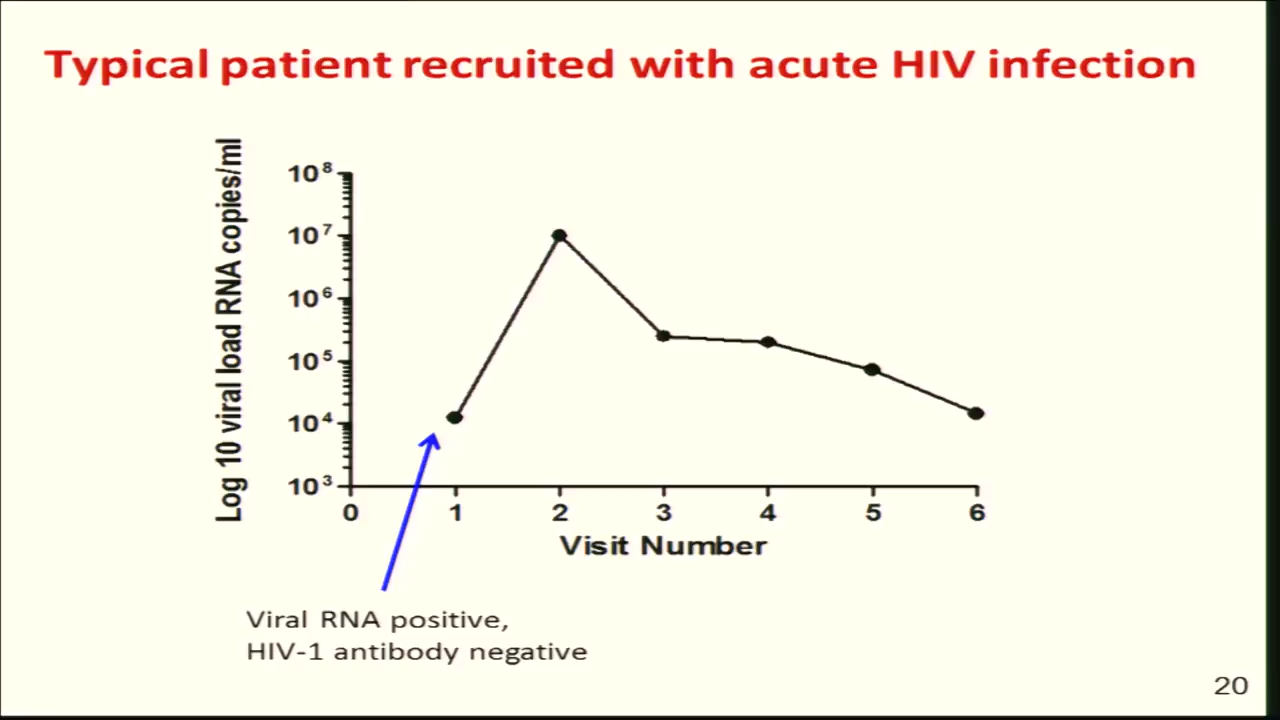 Typical patient recruited with acute HIV infection
Log 10 viral load RNA copies/ml
10⁸
10⁷
10⁶
10⁵
10⁴
10³
0 1 2 3 4 5 6
Visit Number
Viral RNA positive,
HIV-1 antibody negative
20